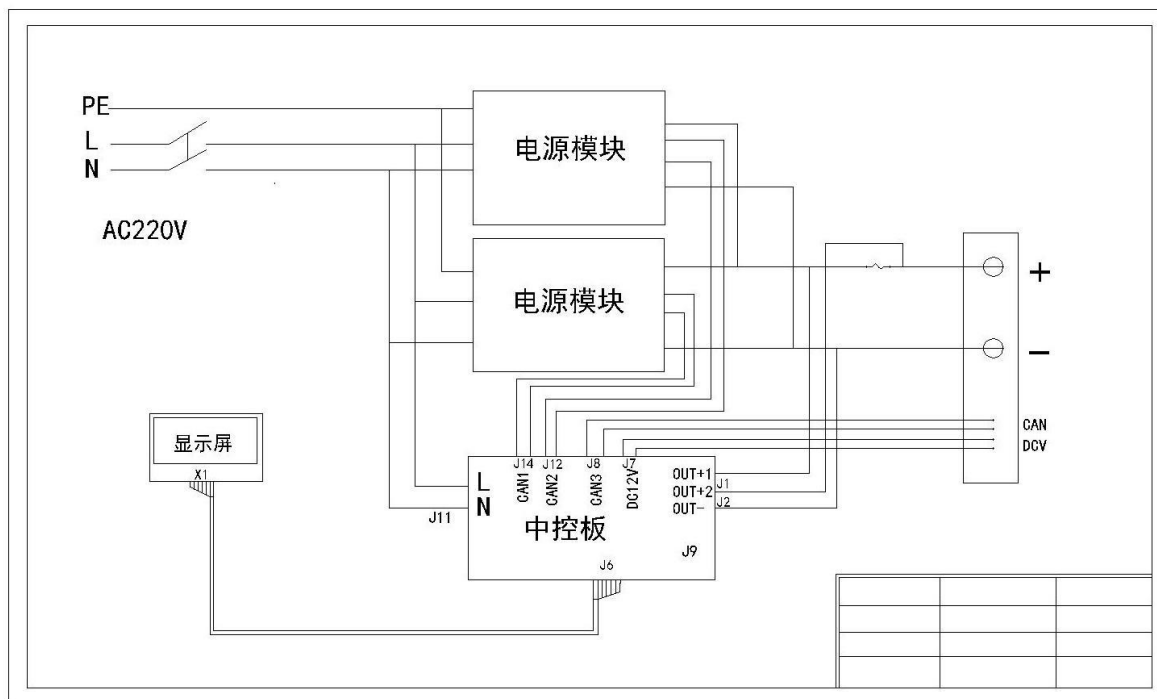 PE
L
N
AC220V
电源模块
电源模块
+
−
CAN
DCV
显示屏
X1
J14
J12
J8
J7
CAN1
CAN2
CAN3
DC12V
L
N
J11
中控板
OUT+1
OUT+2
OUT-
J1
J2
J9
J6